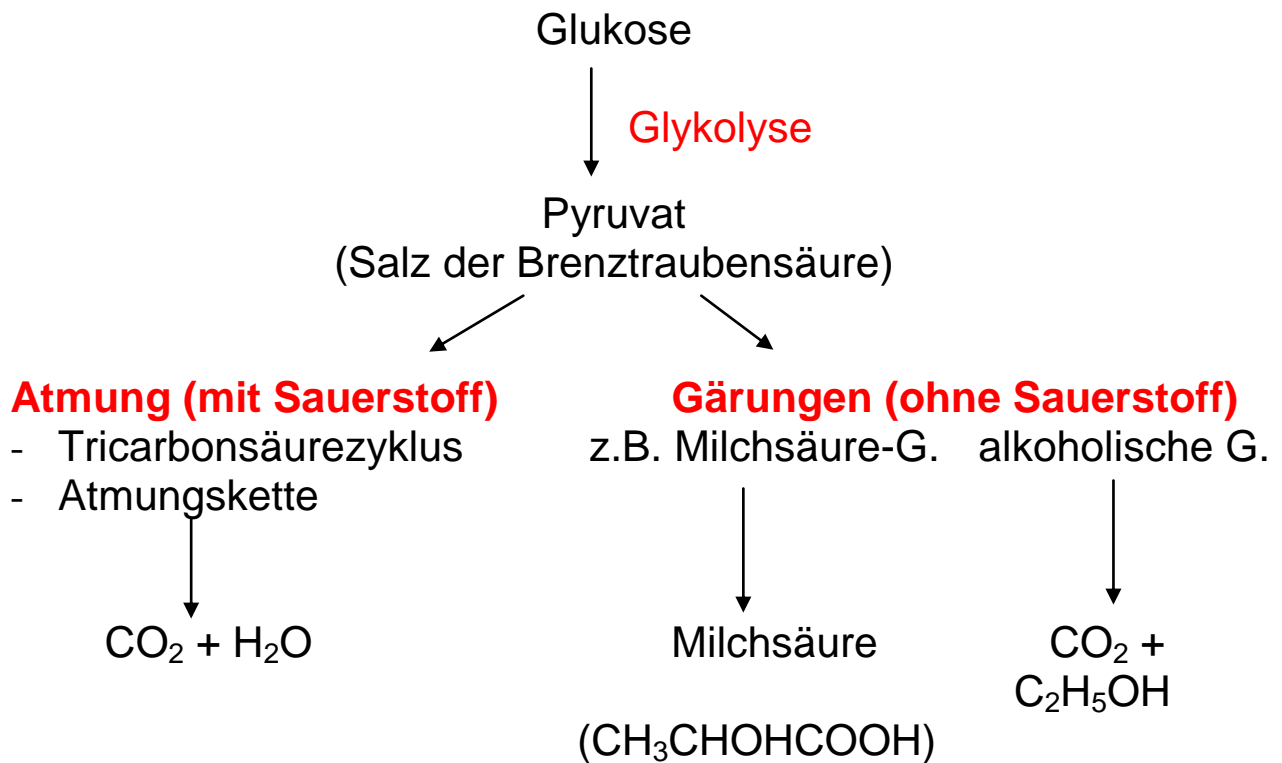 Glukose
Glykolyse
Pyruvat
(Salz der Brenztraubensäure)
Atmung (mit Sauerstoff)
- Tricarbonsäurezyklus
- Atmungskette
CO₂ + H₂O
Gärungen (ohne Sauerstoff)
z.B. Milchsäure-G. alkoholische G.
Milchsäure
(CH₃CHOHCOOH)
CO₂ +
C₂H₅OH